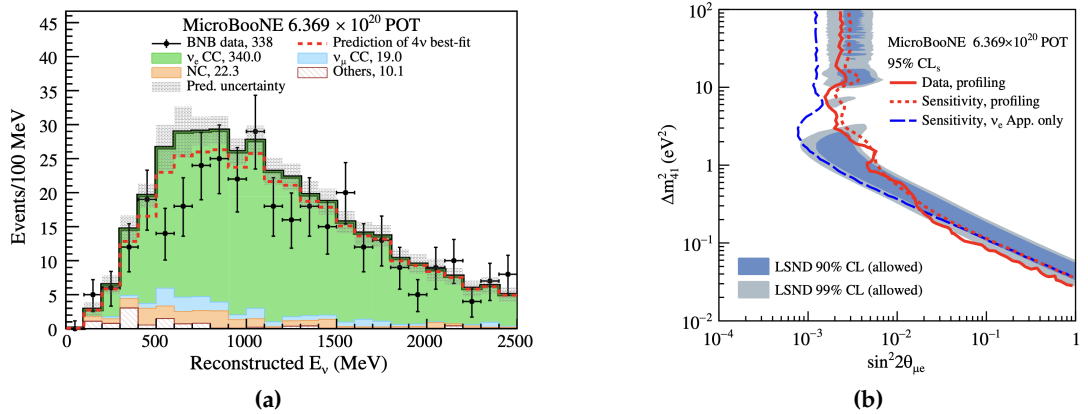 MicroBooNE 6.369 × 10²⁰ POT
BNB data, 338
Prediction of 4ν best-fit
νₑ CC, 340.0
ν_μ CC, 19.0
NC, 22.3
Others, 10.1
Pred. uncertainty
Events/100 MeV
45
40
35
30
25
20
15
10
5
0
0 500 1000 1500 2000 2500
Reconstructed E_ν (MeV)
(a)
MicroBooNE 6.369×10²⁰ POT
95% CLₛ
Data, profiling
Sensitivity, profiling
Sensitivity, νₑ App. only
LSND 90% CL (allowed)
LSND 99% CL (allowed)
Δm²₄₁ (eV²)
10²
10
1
10⁻¹
10⁻²
10⁻⁴ 10⁻³ 10⁻² 10⁻¹ 1
sin²2θ_μe
(b)